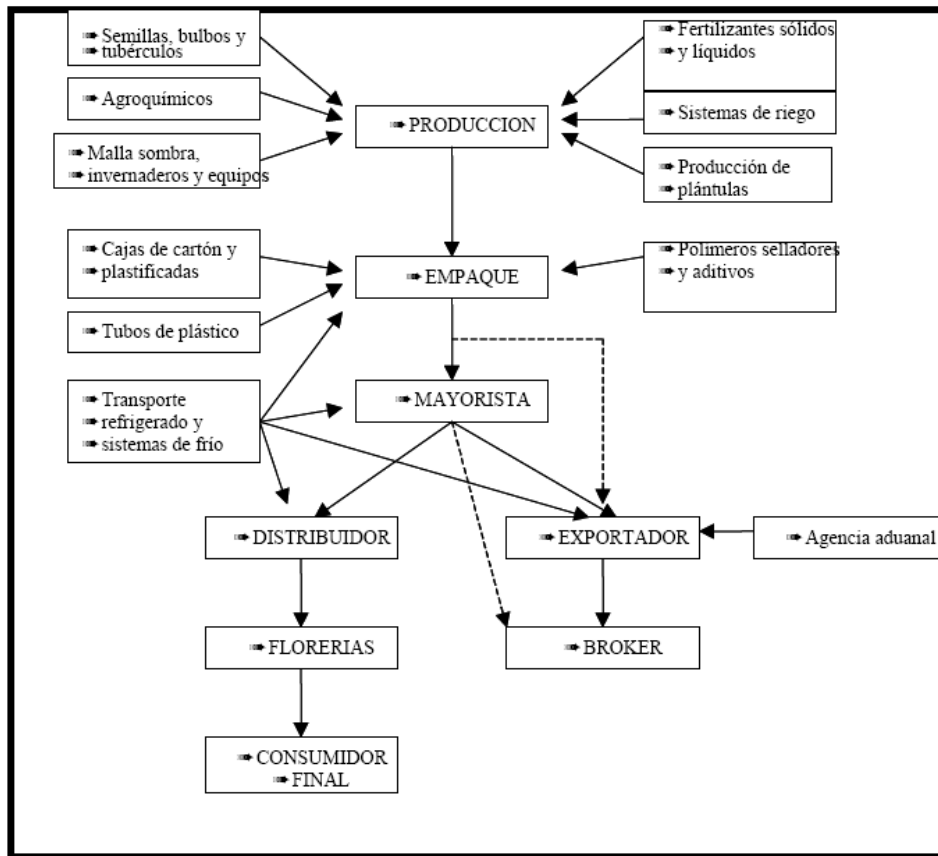 Semillas, bulbos y
tubérculos
Fertilizantes sólidos
y líquidos
Agroquímicos
PRODUCCION
Sistemas de riego
Malla sombra,
invernaderos y equipos
Producción de
plántulas
Cajas de cartón y
plastificadas
EMPAQUE
Polímeros selladores
y aditivos
Tubos de plástico
Transporte
refrigerado y
sistemas de frío
MAYORISTA
DISTRIBUIDOR
EXPORTADOR
Agencia aduanal
FLORERIAS
BROKER
CONSUMIDOR
FINAL